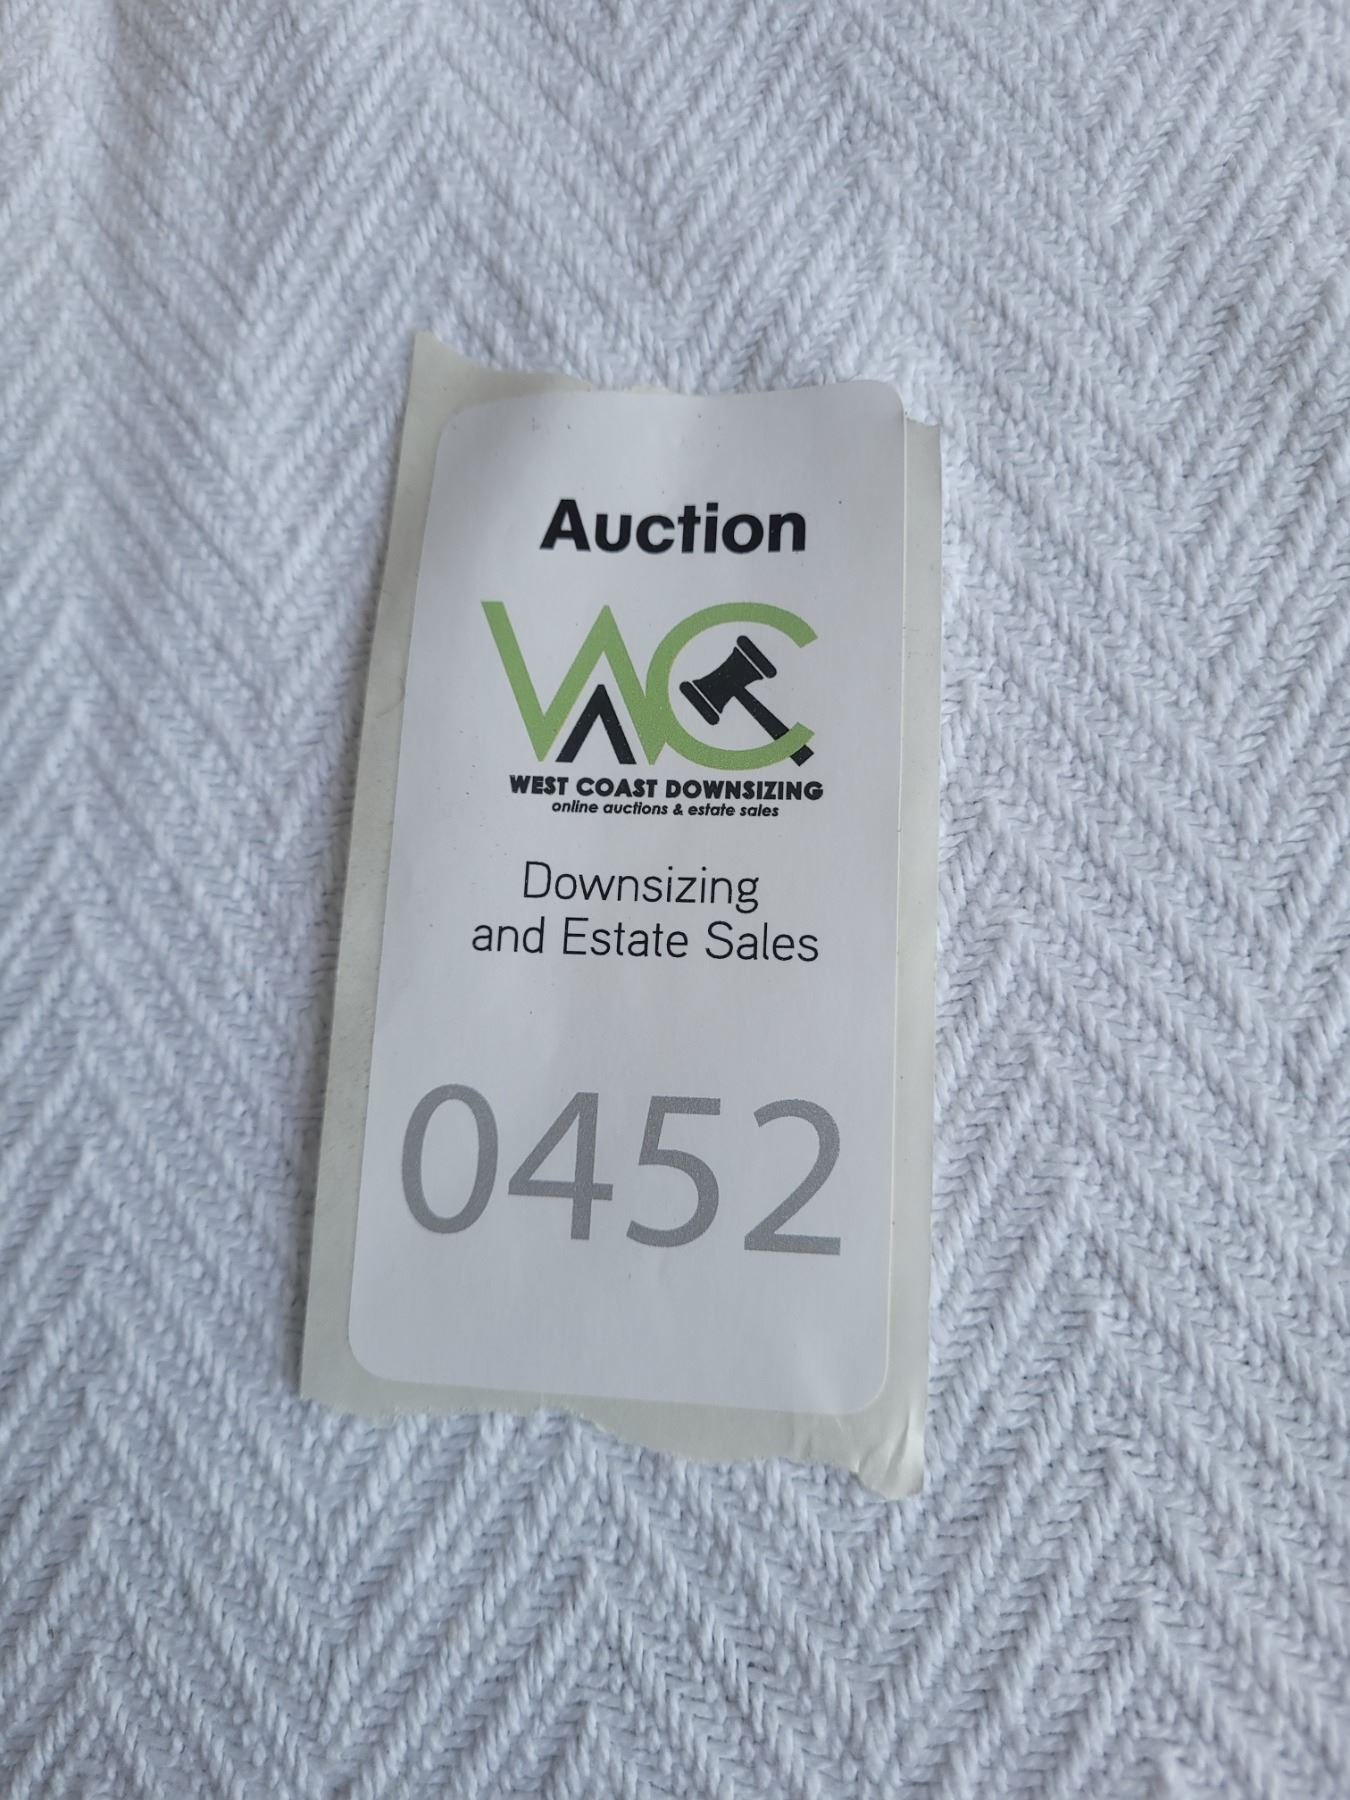 Auction
WC
WEST COAST DOWNSIZING
online auctions & estate sales
Downsizing
and Estate Sales
0452